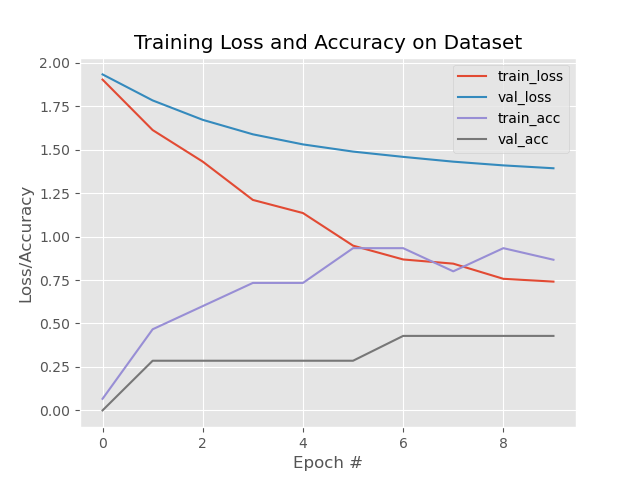 Training Loss and Accuracy on Dataset
train_loss
val_loss
train_acc
val_acc
2.00
1.75
1.50
1.25
1.00
0.75
0.50
0.25
0.00
Loss/Accuracy
0 2 4 6 8
Epoch #